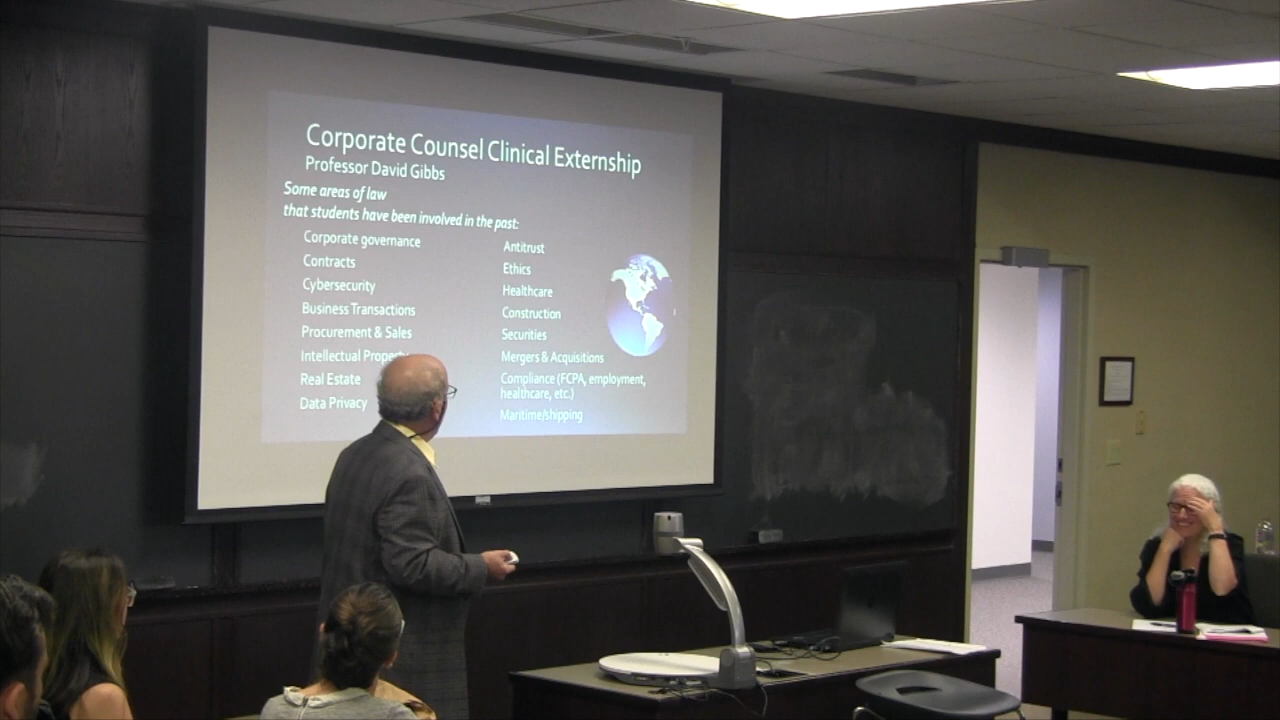 Corporate Counsel Clinical Externship
Professor David Gibbs
Some areas of law
that students have been involved in the past:
Corporate governance
Contracts
Cybersecurity
Business Transactions
Procurement & Sales
Intellectual Property
Real Estate
Data Privacy
Antitrust
Ethics
Healthcare
Construction
Securities
Mergers & Acquisitions
Compliance (FCPA, employment,
healthcare, etc.)
Maritime/shipping